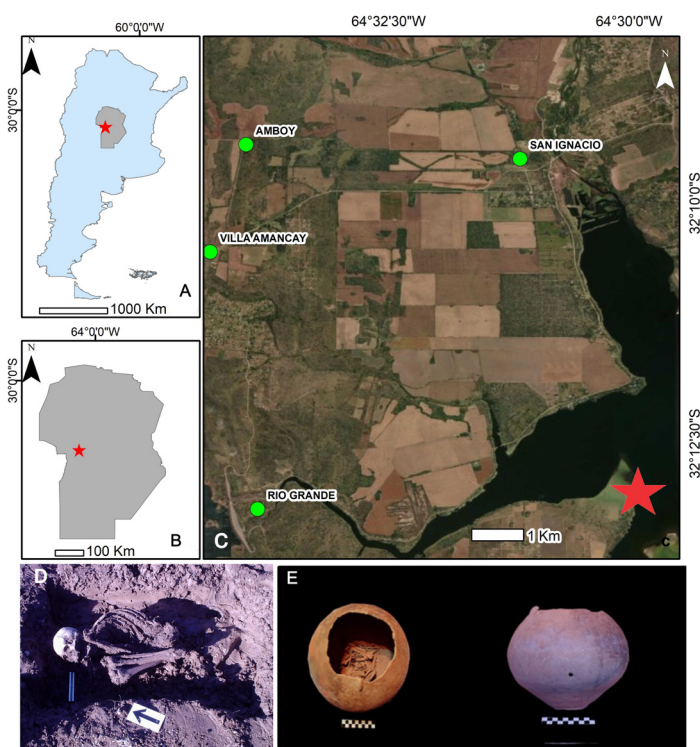 60°0'0"W
64°32'30"W
64°30'0"W
N
30°0'0"S
A
1000 Km
64°0'0"W
N
30°0'0"S
B
100 Km
N
AMBOY
SAN IGNACIO
VILLA AMANCAY
RIO GRANDE
C
1 Km
C
32°10'0"S
32°12'30"S
D
E